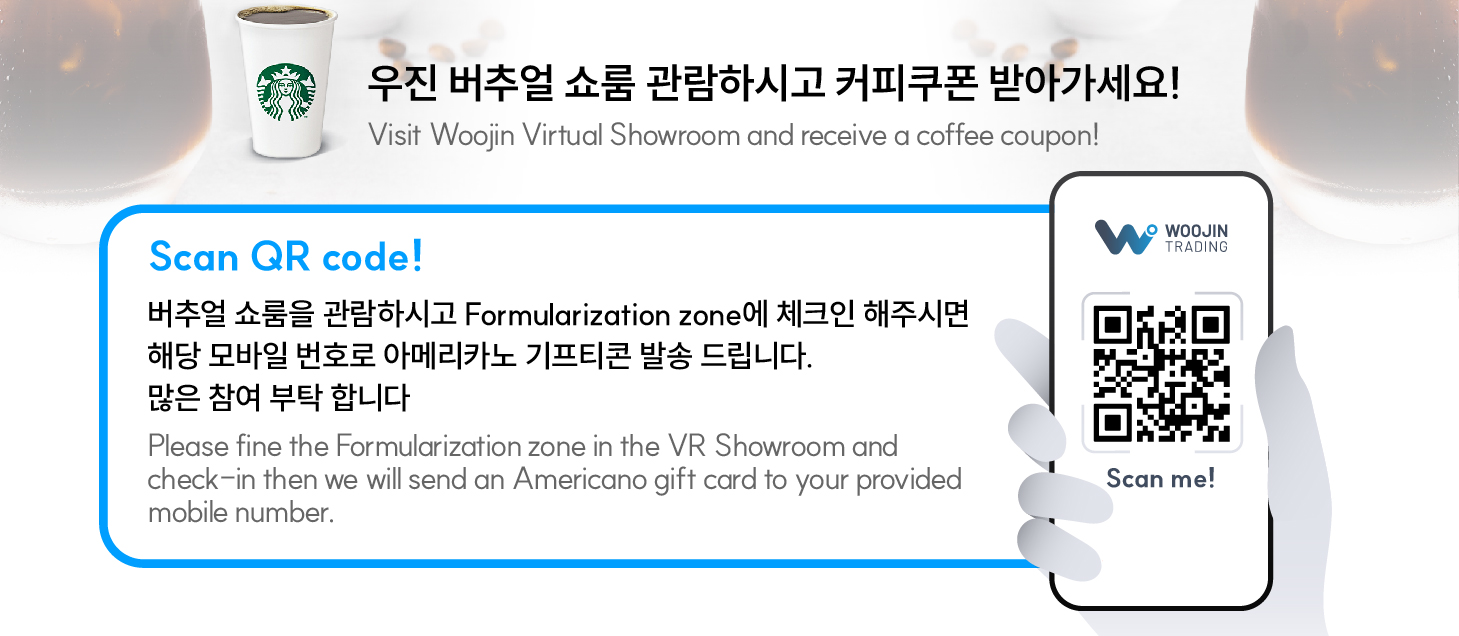 우진 버추얼 쇼룸 관람하시고 커피쿠폰 받아가세요!
Visit Woojin Virtual Showroom and receive a coffee coupon!
Scan QR code!
버추얼 쇼룸을 관람하시고 Formularization zone에 체크인 해주시면
해당 모바일 번호로 아메리카노 기프티콘 발송 드립니다.
많은 참여 부탁 합니다
Please fine the Formularization zone in the VR Showroom and
check-in then we will send an Americano gift card to your provided
mobile number.
WOOJIN
TRADING
Scan me!